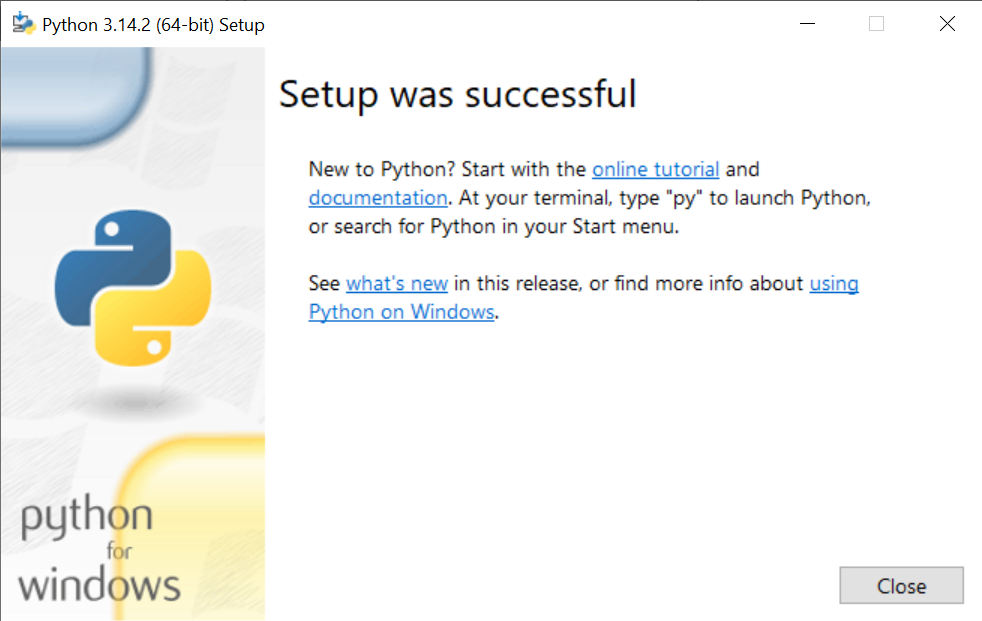 Python 3.14.2 (64-bit) Setup
Setup was successful
New to Python? Start with the online tutorial and
documentation. At your terminal, type "py" to launch Python,
or search for Python in your Start menu.
See what's new in this release, or find more info about using
Python on Windows.
python
for
windows
Close